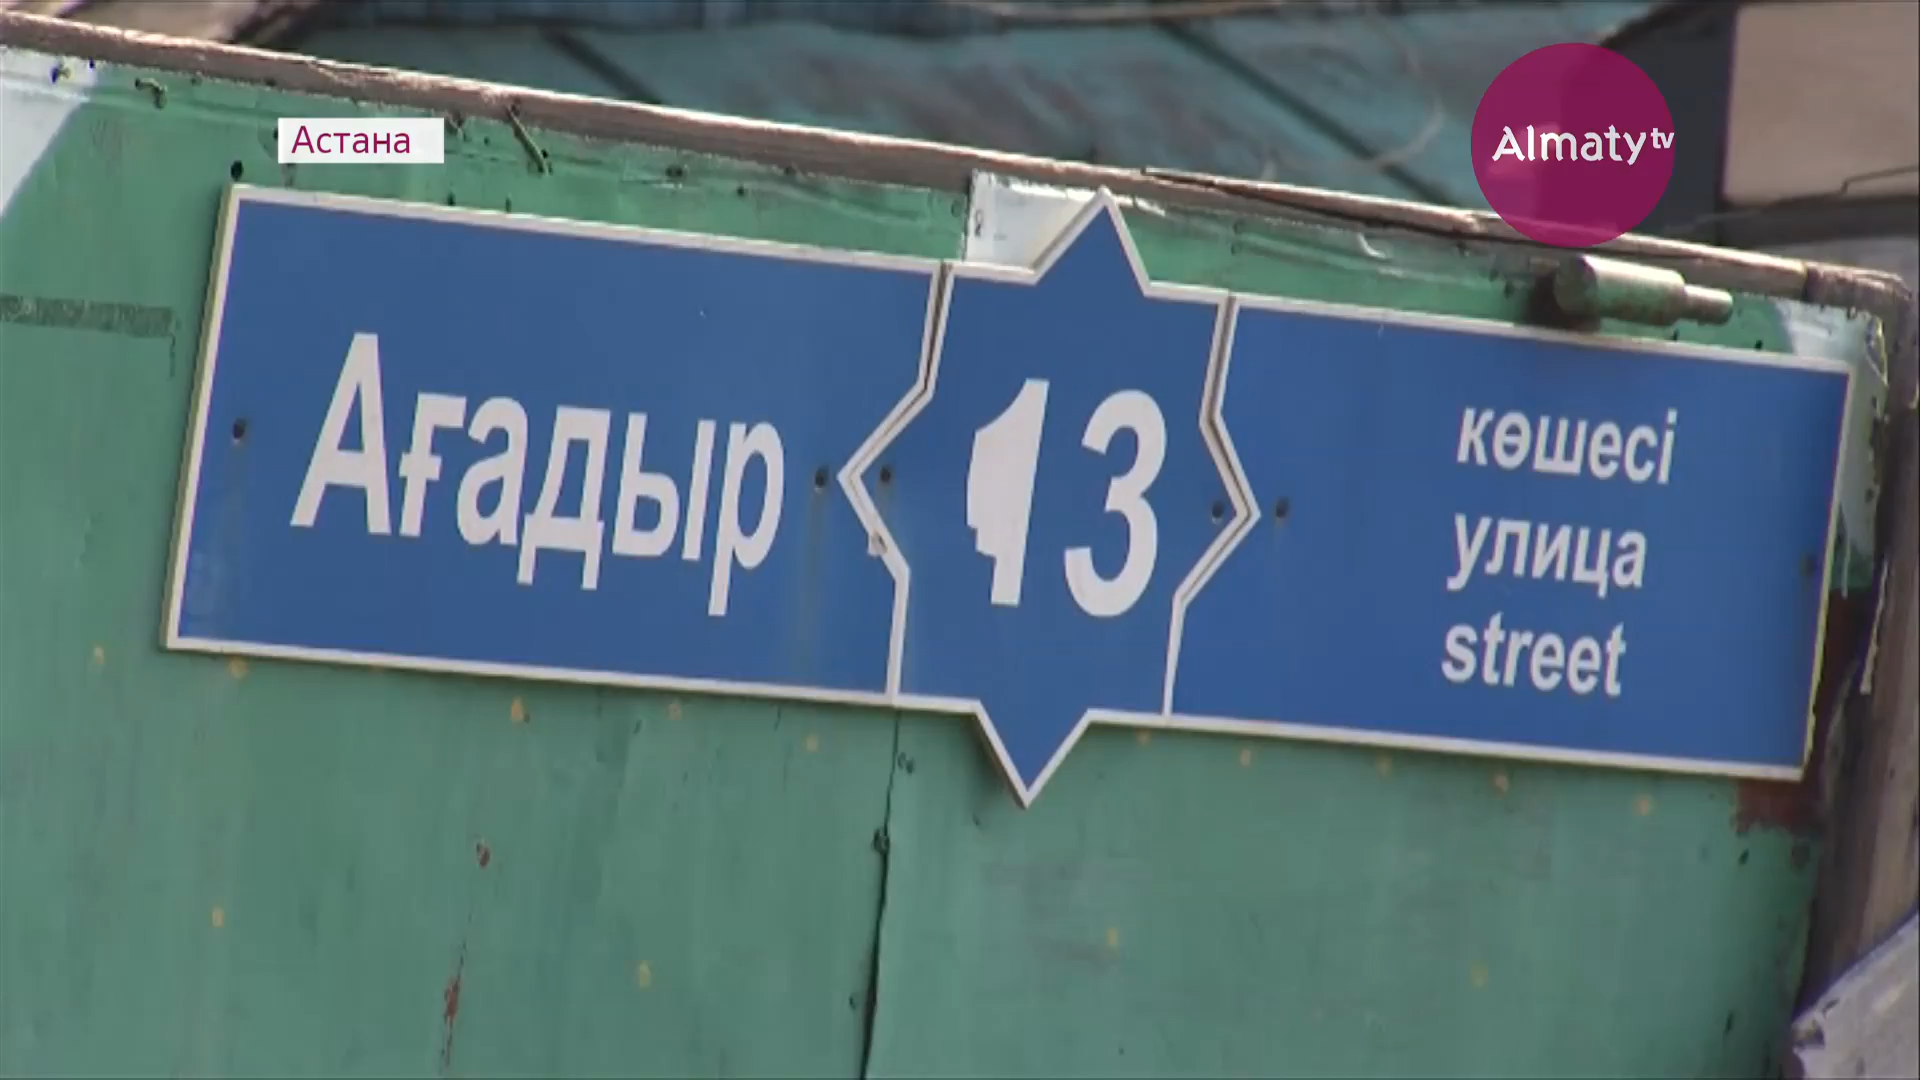 Астана
Almaty tv
Ағадыр
13
көшесі
улица
street